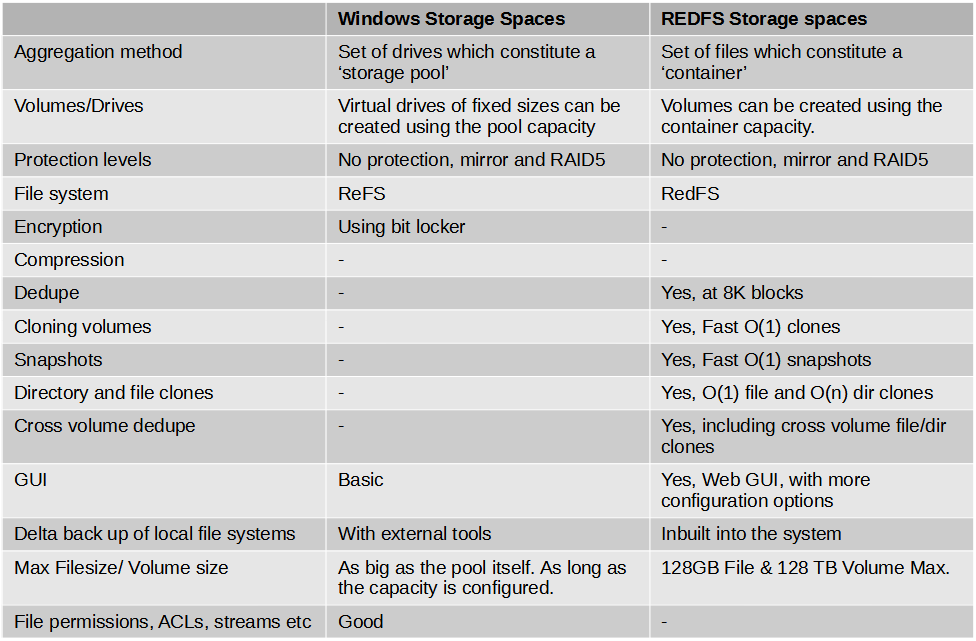 Windows Storage Spaces
REDFS Storage spaces
Aggregation method
Set of drives which constitute a
‘storage pool’
Set of files which constitute a
‘container’
Volumes/Drives
Virtual drives of fixed sizes can be
created using the pool capacity
Volumes can be created using the
container capacity.
Protection levels
No protection, mirror and RAID5
No protection, mirror and RAID5
File system
ReFS
RedFS
Encryption
Using bit locker
-
Compression
-
-
Dedupe
-
Yes, at 8K blocks
Cloning volumes
-
Yes, Fast O(1) clones
Snapshots
-
Yes, Fast O(1) snapshots
Directory and file clones
-
Yes, O(1) file and O(n) dir clones
Cross volume dedupe
-
Yes, including cross volume file/dir
clones
GUI
Basic
Yes, Web GUI, with more
configuration options
Delta back up of local file systems
With external tools
Inbuilt into the system
Max Filesize/ Volume size
As big as the pool itself. As long as
the capacity is configured.
128GB File & 128 TB Volume Max.
File permissions, ACLs, streams etc
Good
-